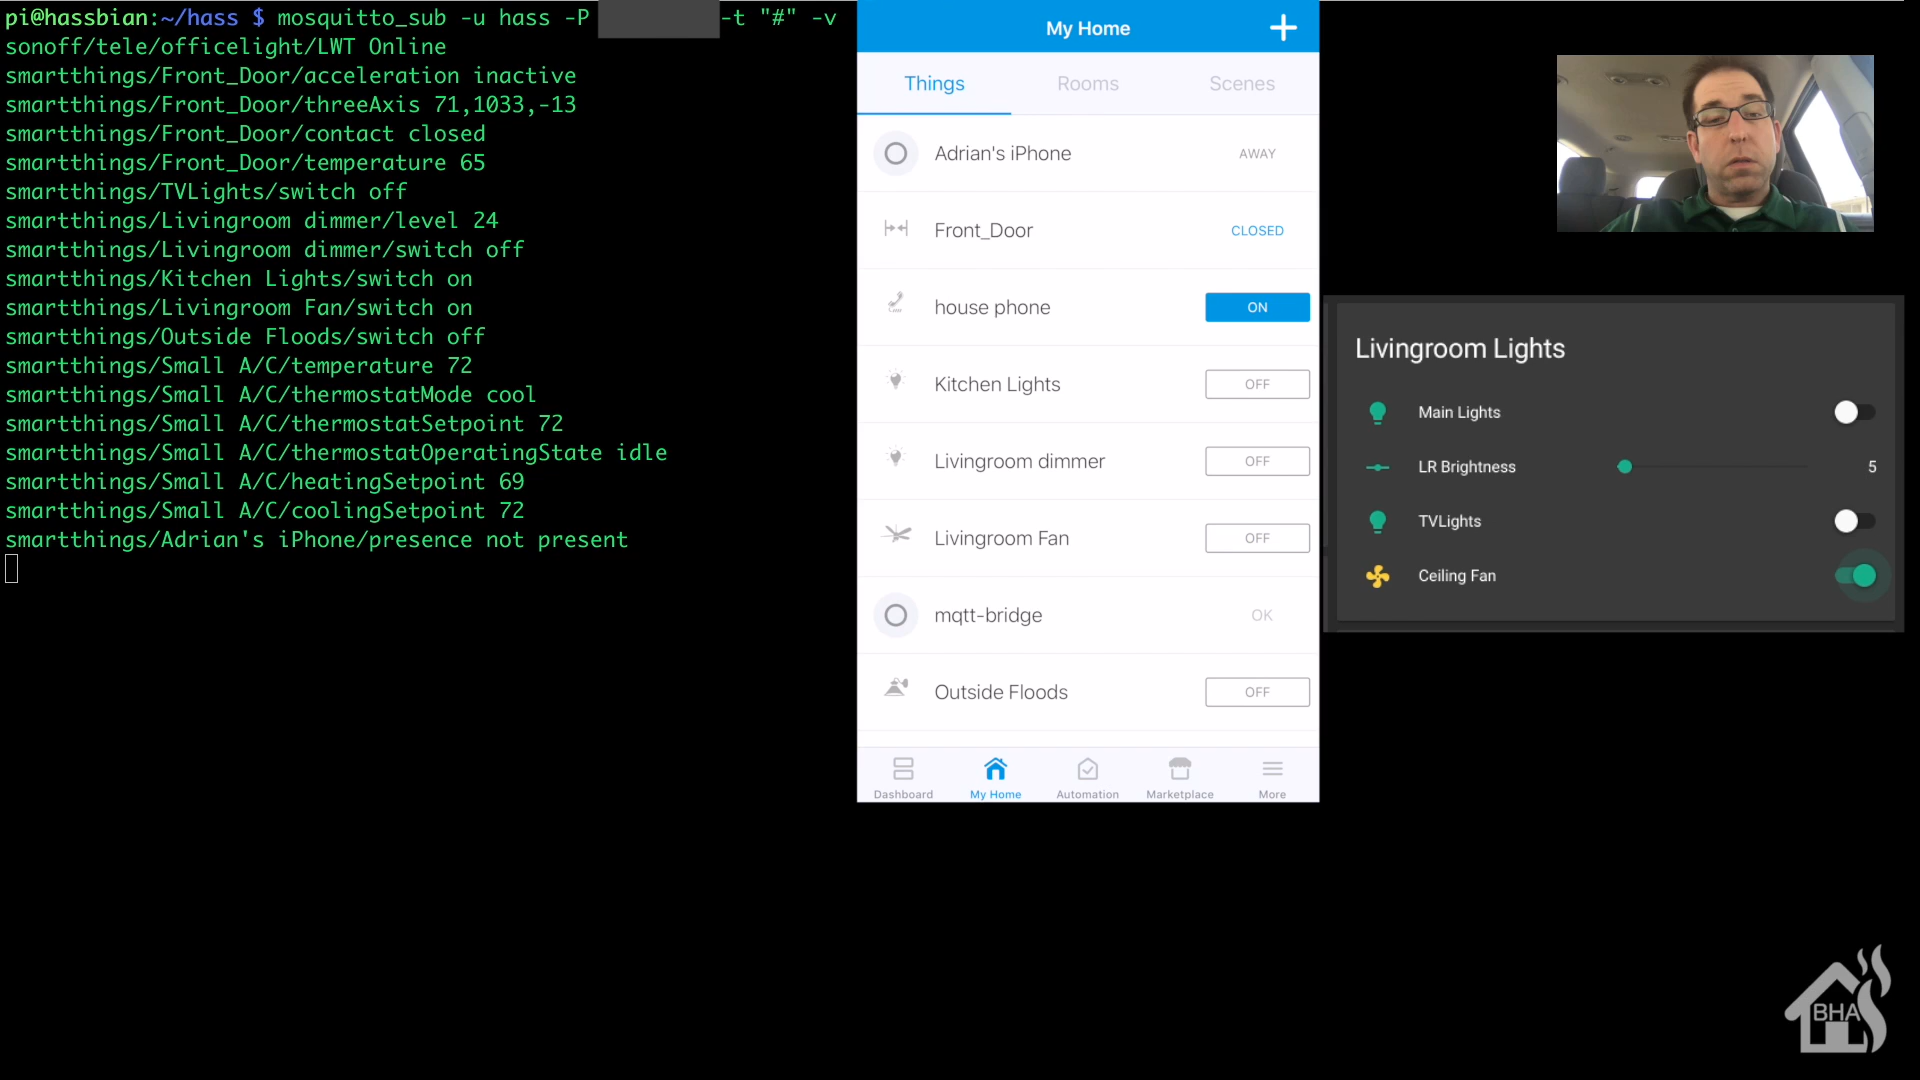 pi@hassbian:~/hass $ mosquitto_sub -u hass -P -t "#" -v
sonoff/tele/officelight/LWT Online
smartthings/Front_Door/acceleration inactive
smartthings/Front_Door/threeAxis 71,1033,-13
smartthings/Front_Door/contact closed
smartthings/Front_Door/temperature 65
smartthings/TVLights/switch off
smartthings/Livingroom dimmer/level 24
smartthings/Livingroom dimmer/switch off
smartthings/Kitchen Lights/switch on
smartthings/Livingroom Fan/switch on
smartthings/Outside Floods/switch off
smartthings/Small A/C/temperature 72
smartthings/Small A/C/thermostatMode cool
smartthings/Small A/C/thermostatSetpoint 72
smartthings/Small A/C/thermostatOperatingState idle
smartthings/Small A/C/heatingSetpoint 69
smartthings/Small A/C/coolingSetpoint 72
smartthings/Adrian's iPhone/presence not present
My Home
Things Rooms Scenes
Adrian's iPhone AWAY
Front_Door CLOSED
house phone ON
Kitchen Lights OFF
Livingroom dimmer OFF
Livingroom Fan OFF
mqtt-bridge OK
Outside Floods OFF
Dashboard My Home Automation Marketplace More
Livingroom Lights
Main Lights
LR Brightness 5
TVLights
Ceiling Fan
BHA